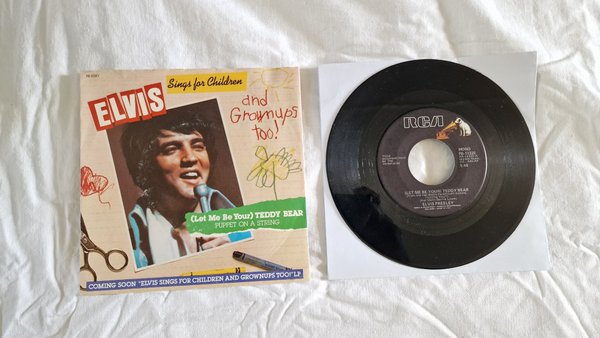 ELVIS
Sings for Children
and
Grownups
too!
(Let Me Be Your) TEDDY BEAR
PUPPET ON A STRING
COMING SOON "ELVIS SINGS FOR CHILDREN AND GROWNUPS TOO!" LP
RCA
MONO
(LET ME BE YOUR) TEDDY BEAR
ELVIS PRESLEY